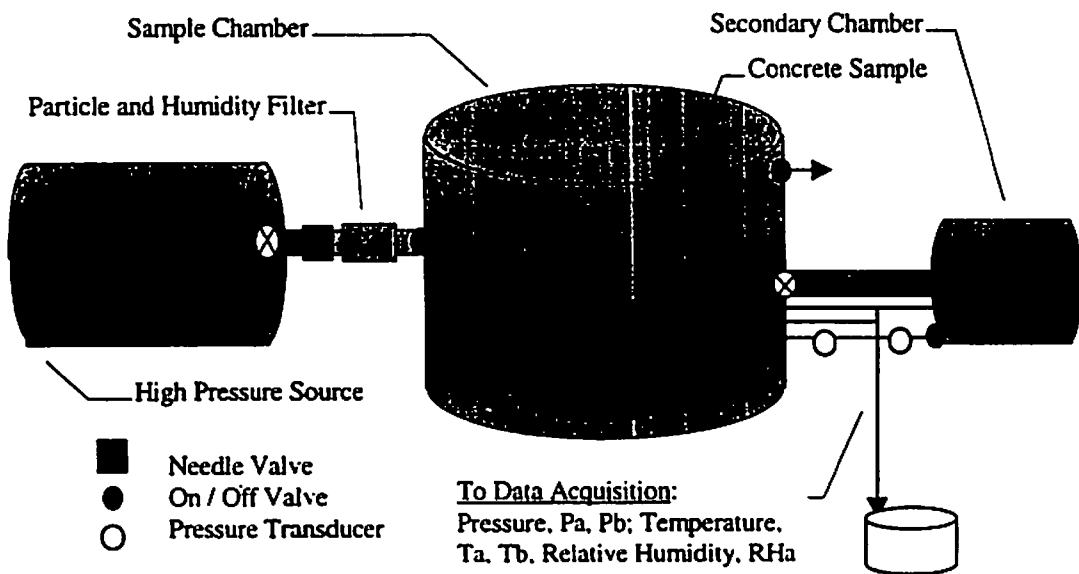 Sample Chamber
Secondary Chamber
Concrete Sample
Particle and Humidity Filter
High Pressure Source
Needle Valve
On / Off Valve
Pressure Transducer
To Data Acquisition:
Pressure, Pa, Pb; Temperature,
Ta, Tb, Relative Humidity, RHa